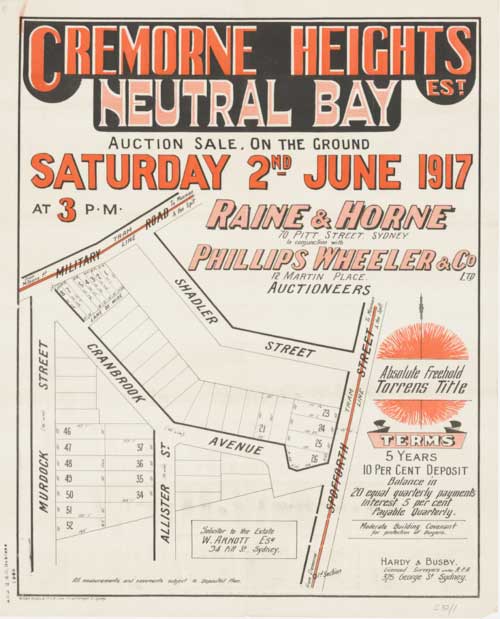 CREMORNE HEIGHTS
EST
NEUTRAL BAY
AUCTION SALE, ON THE GROUND
SATURDAY 2ND JUNE 1917
AT 3 P.M.
RAINE & HORNE
70 PITT STREET SYDNEY
In conjunction with
PHILLIPS WHEELER & Co LTD
12 MARTIN PLACE
AUCTIONEERS
MILITARY ROAD
TRAM LINE
SHADLER STREET
CRANBROOK AVENUE
MURDOCK STREET
ALLISTER ST
SPOFFORTH STREET
TRAM LINE
23
21
24
25
26
46
47 37
48 36
49 35
50 34
51
52
Absolute Freehold
Torrens Title
TERMS
5 YEARS
10 PER CENT DEPOSIT
Balance in
20 equal quarterly payments
Interest 5 per cent
Payable Quarterly.
Moderate Building Covenant
for protection of Buyers.
Solicitor to the Estate
W. ARNOTT Esq
34 Pitt St. Sydney.
HARDY & BUSBY.
Licensed Surveyors under R.P.A
375 George St Sydney.
All measurements and easements subject to Deposited Plan.